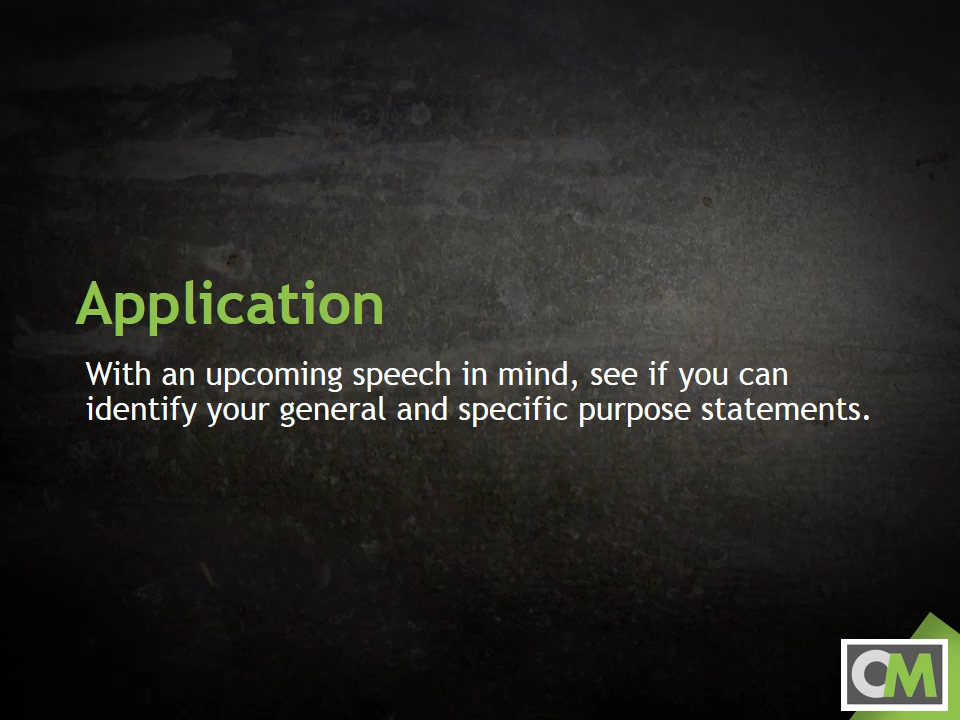 Application
With an upcoming speech in mind, see if you can
identify your general and specific purpose statements.
CM